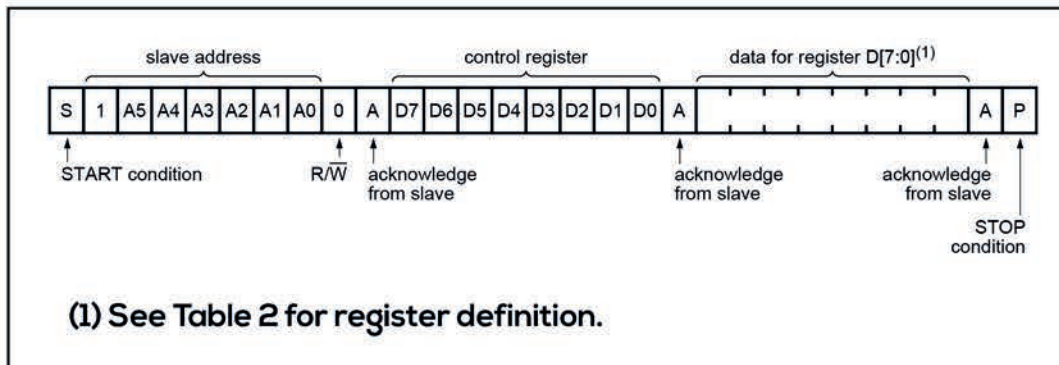 slave address control register data for register D[7:0](1)
S 1 A5 A4 A3 A2 A1 A0 0 A D7 D6 D5 D4 D3 D2 D1 D0 A A P
START condition R/W̅ acknowledge acknowledge acknowledge
from slave from slave from slave
STOP
condition
(1) See Table 2 for register definition.